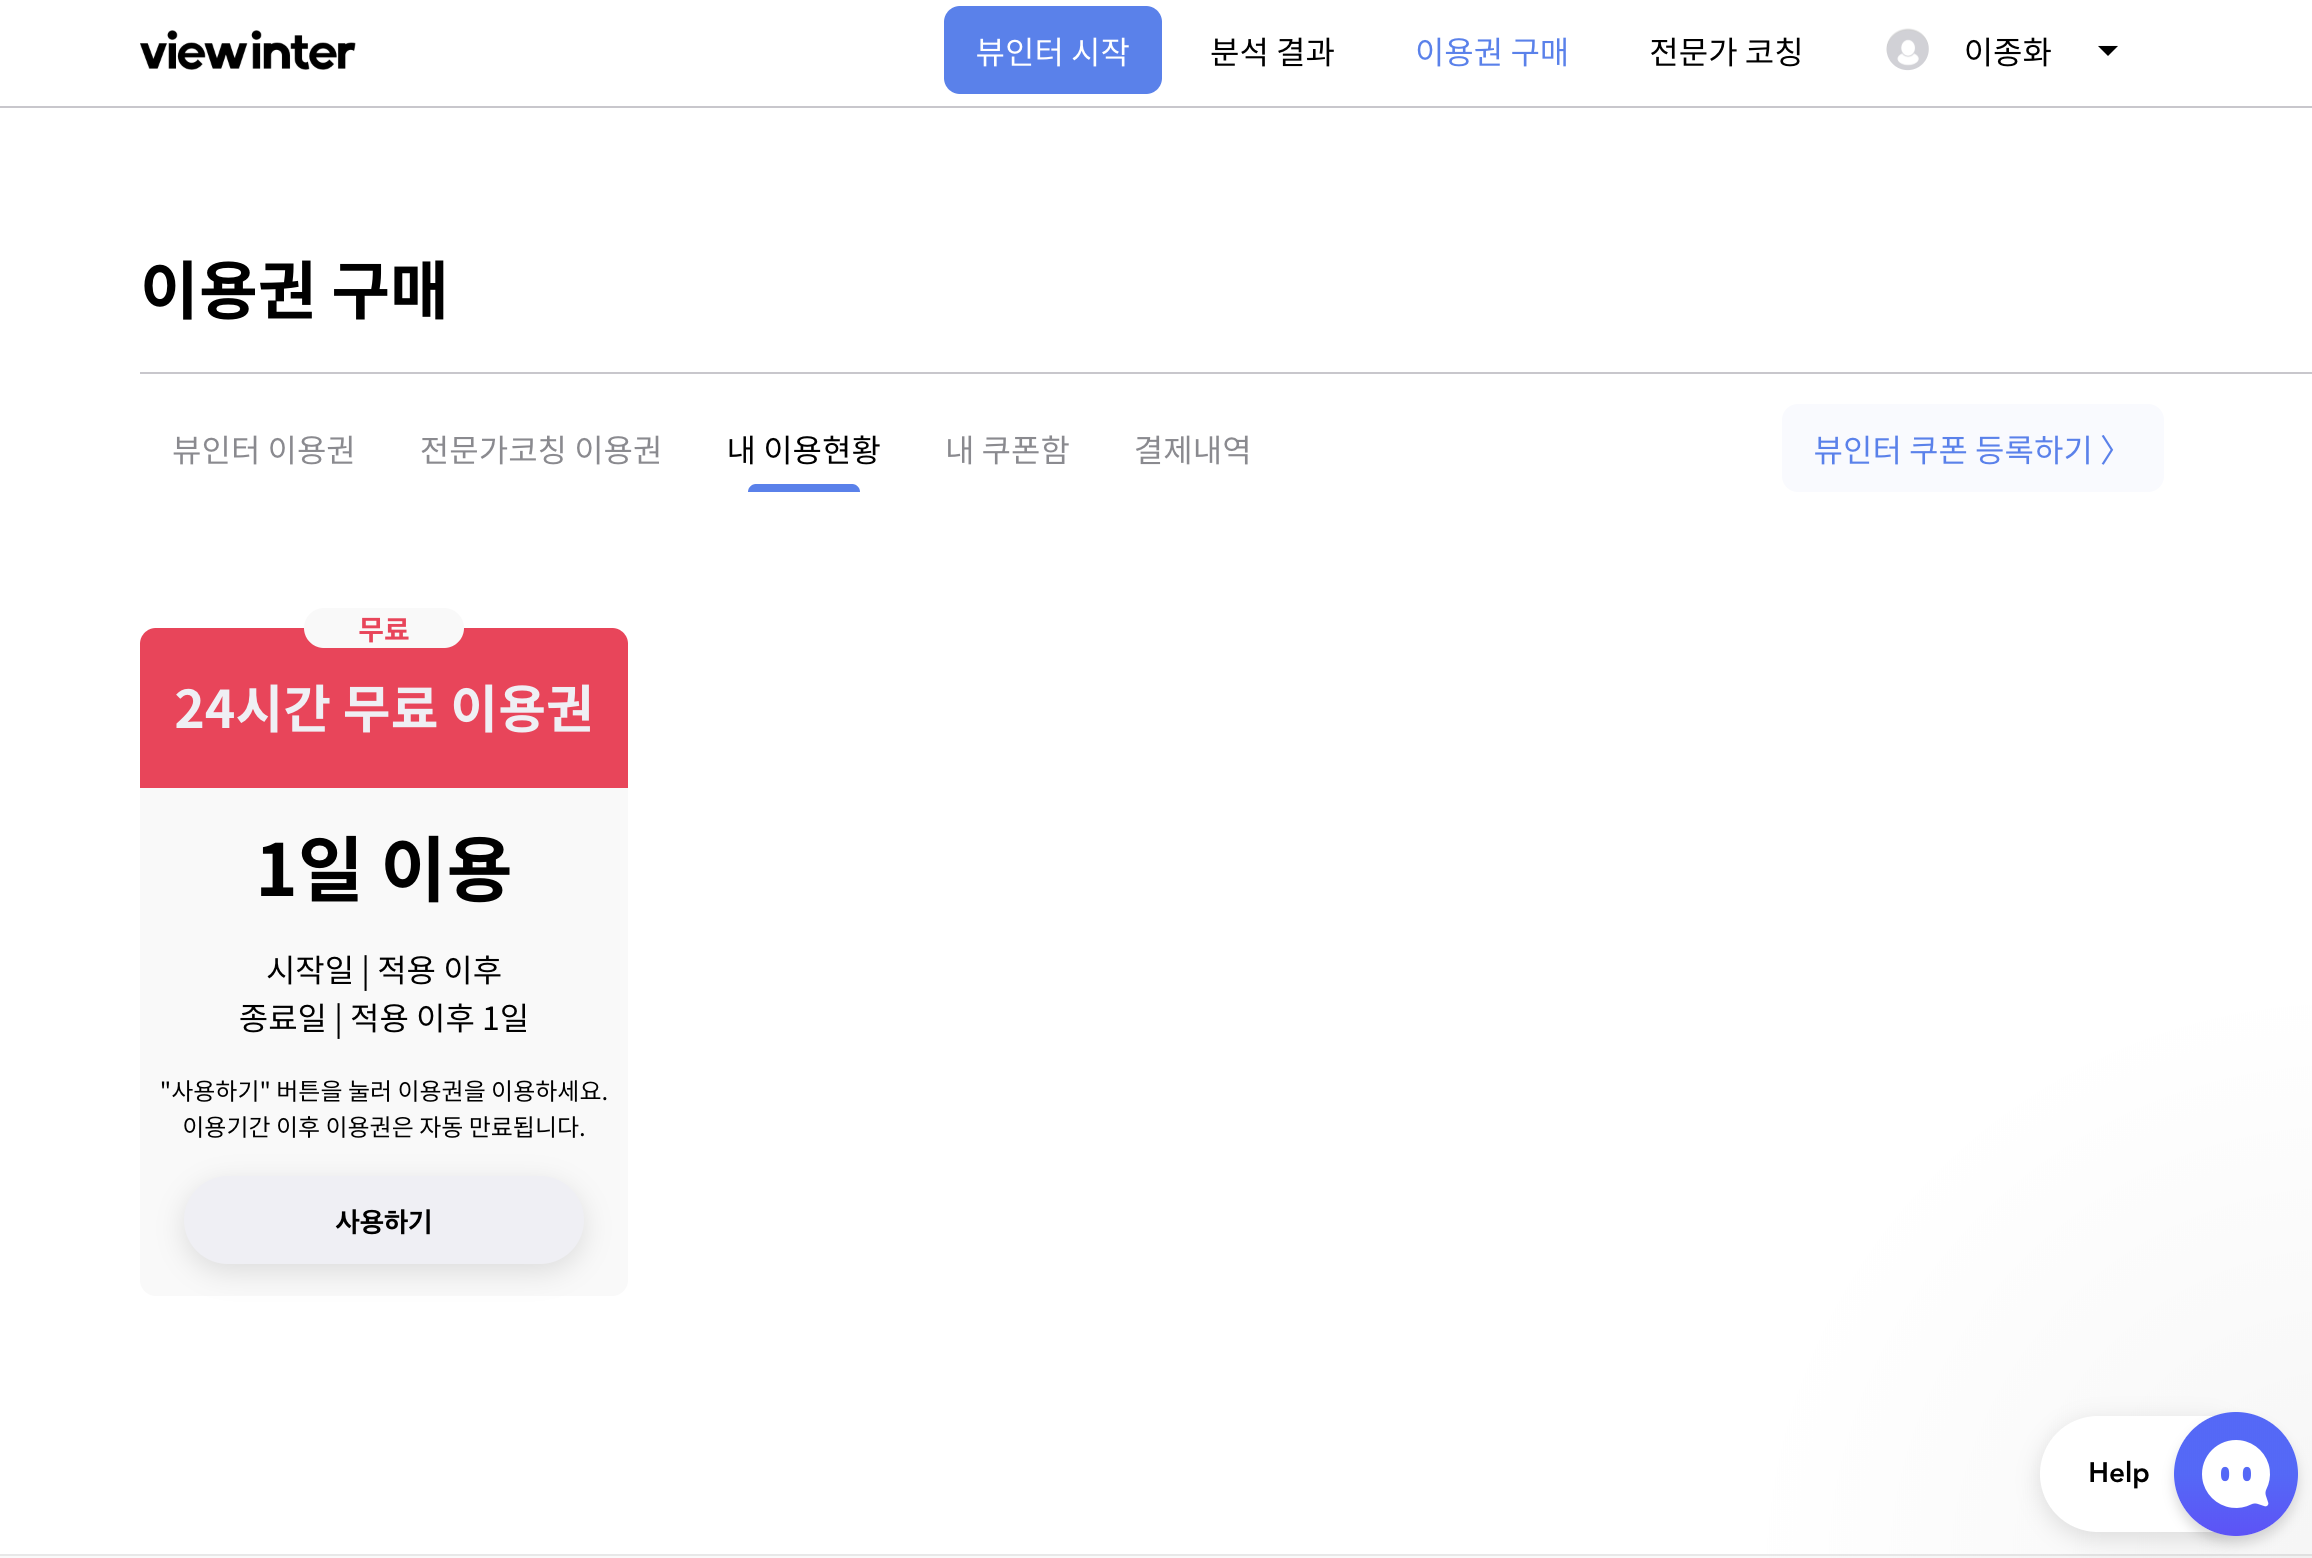 viewinter
뷰인터 시작 분석 결과 이용권 구매 전문가 코칭 이종화
이용권 구매
뷰인터 이용권 전문가코칭 이용권 내 이용현황 내 쿠폰함 결제내역 뷰인터 쿠폰 등록하기 〉
무료
24시간 무료 이용권
1일 이용
시작일 | 적용 이후
종료일 | 적용 이후 1일
"사용하기" 버튼을 눌러 이용권을 이용하세요.
이용기간 이후 이용권은 자동 만료됩니다.
사용하기
Help